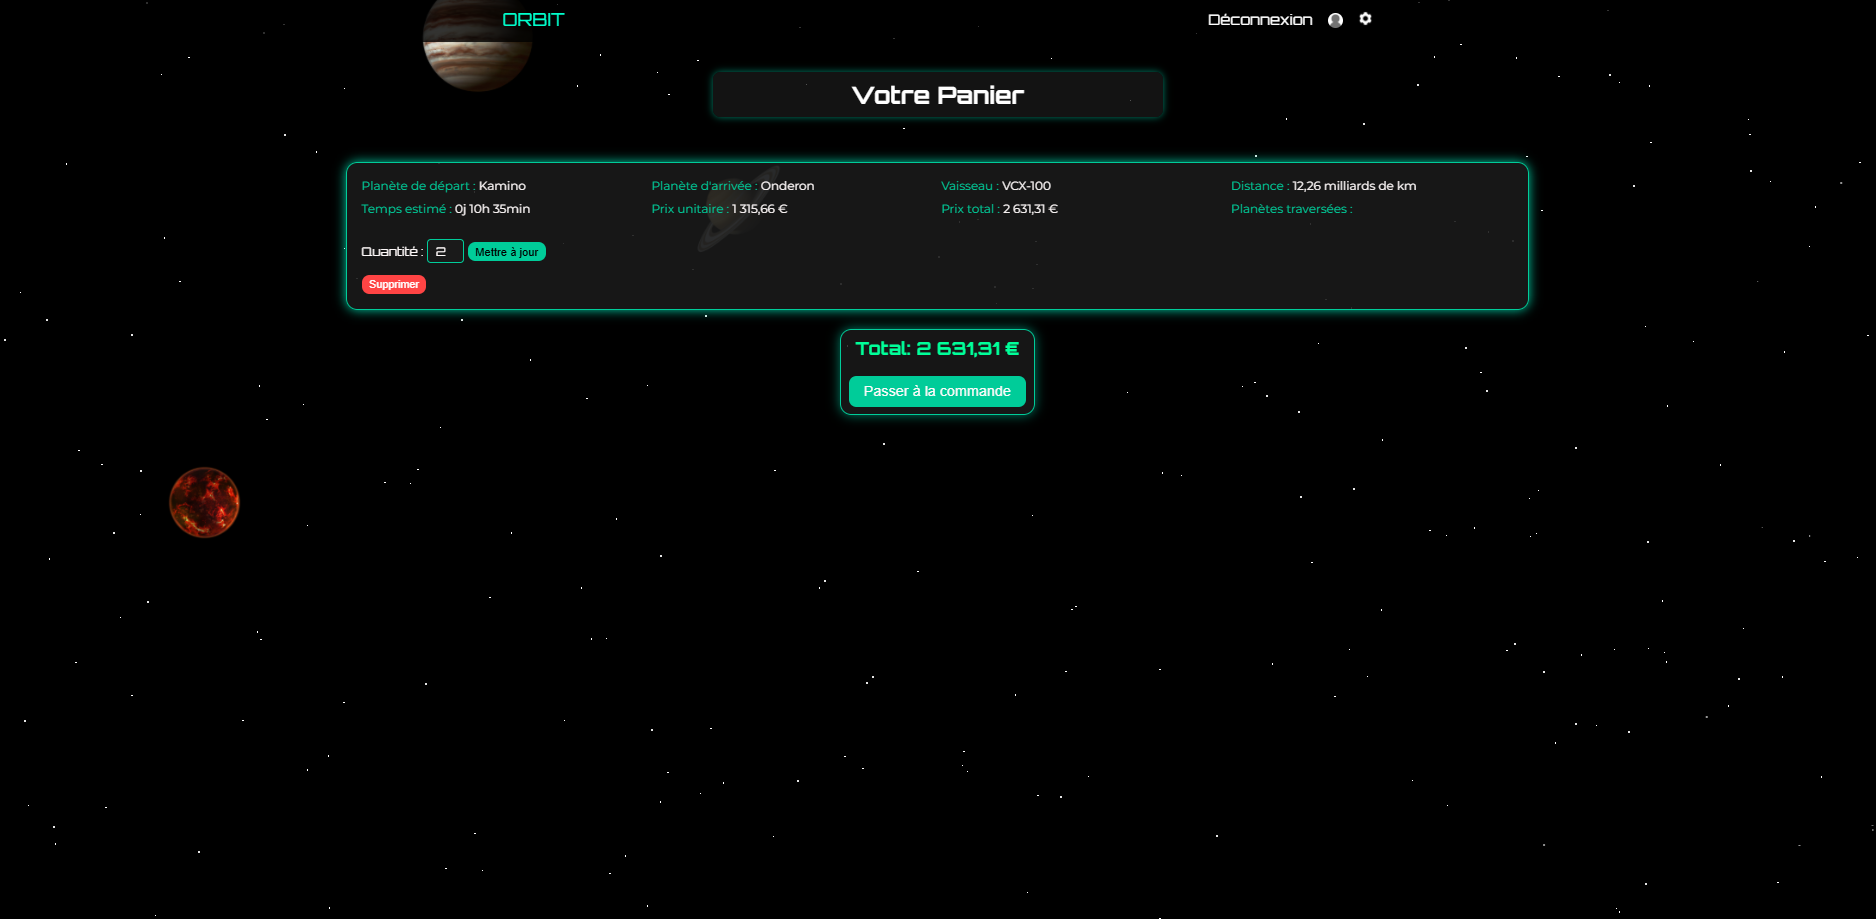 ORBIT
Déconnexion
Votre Panier
Planète de départ : Kamino
Planète d'arrivée : Onderon
Vaisseau : VCX-100
Distance : 12,26 milliards de km
Temps estimé : 0j 10h 35min
Prix unitaire : 1 315,66 €
Prix total : 2 631,31 €
Planètes traversées :
Quantité : 2 Mettre à jour
Supprimer
Total: 2 631,31 €
Passer à la commande